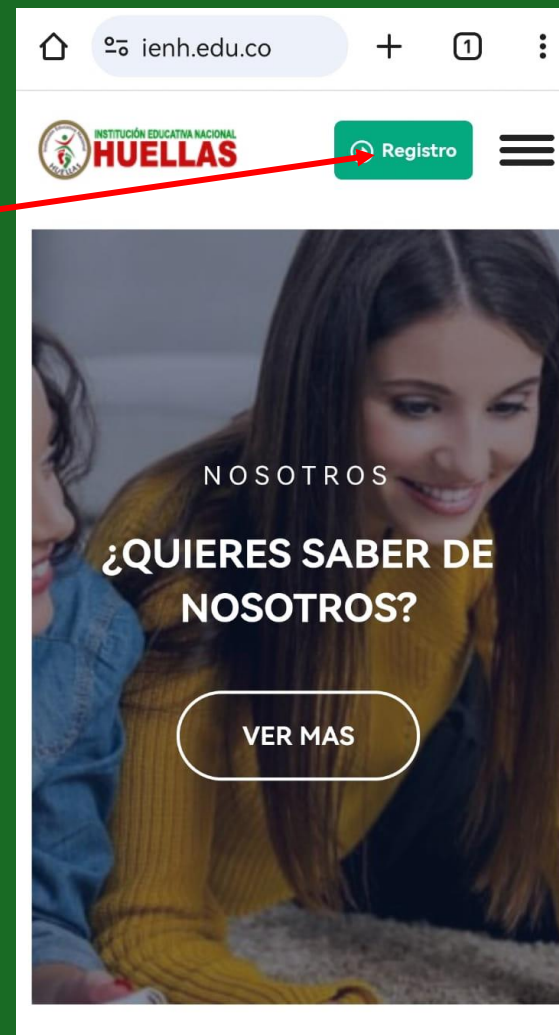 ienh.edu.co
1
INSTITUCIÓN EDUCATIVA NACIONAL
HUELLAS
Registro
NOSOTROS
¿QUIERES SABER DE
NOSOTROS?
VER MAS